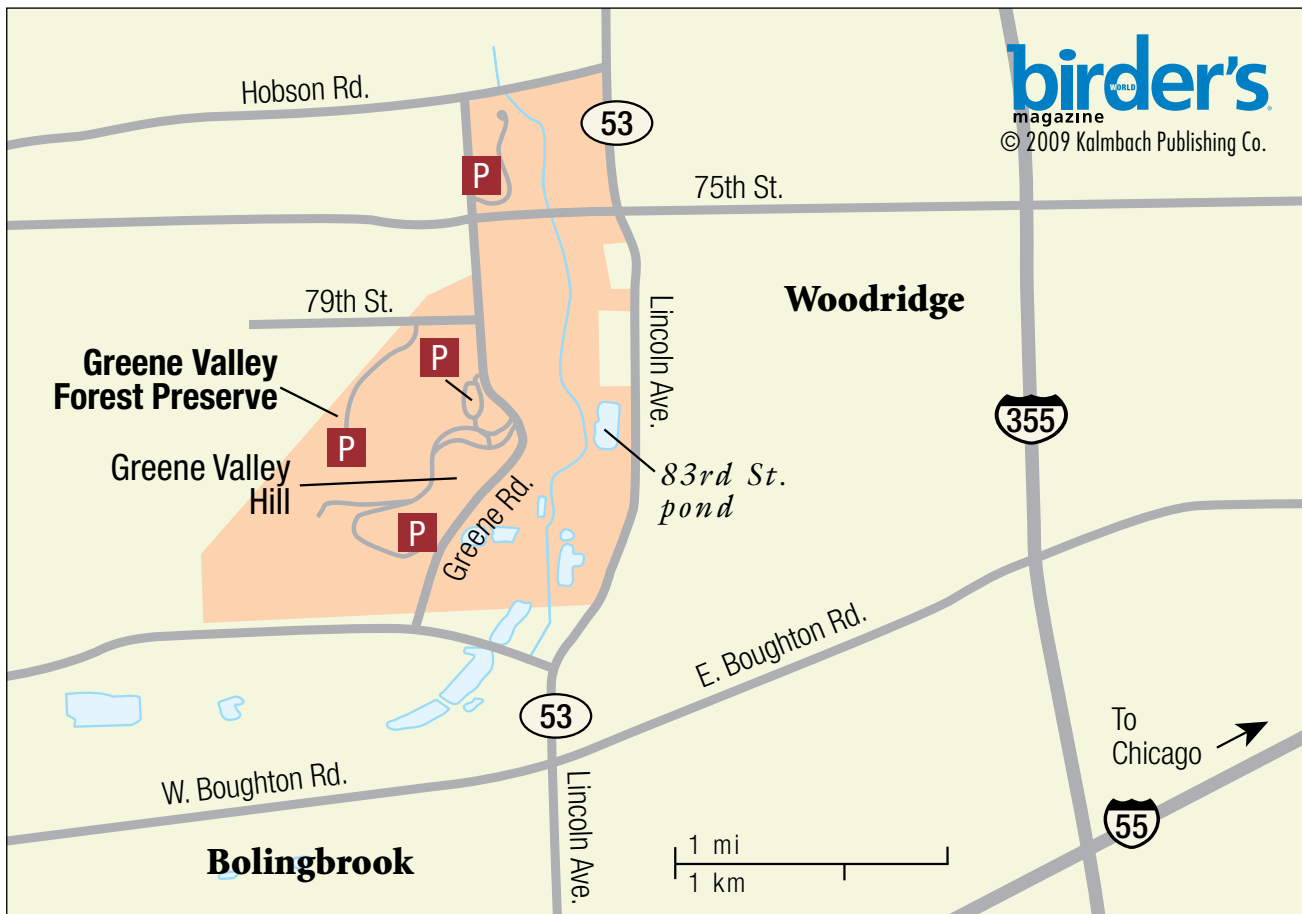 birder's
WORLD
magazine
© 2009 Kalmbach Publishing Co.
Hobson Rd.
53
P
75th St.
79th St.
Woodridge
Lincoln Ave.
Greene Valley
Forest Preserve
P
P
355
Greene Valley
Hill
83rd St.
pond
P
Greene Rd.
E. Boughton Rd.
53
To
Chicago
W. Boughton Rd.
Lincoln Ave.
55
Bolingbrook
1 mi
1 km